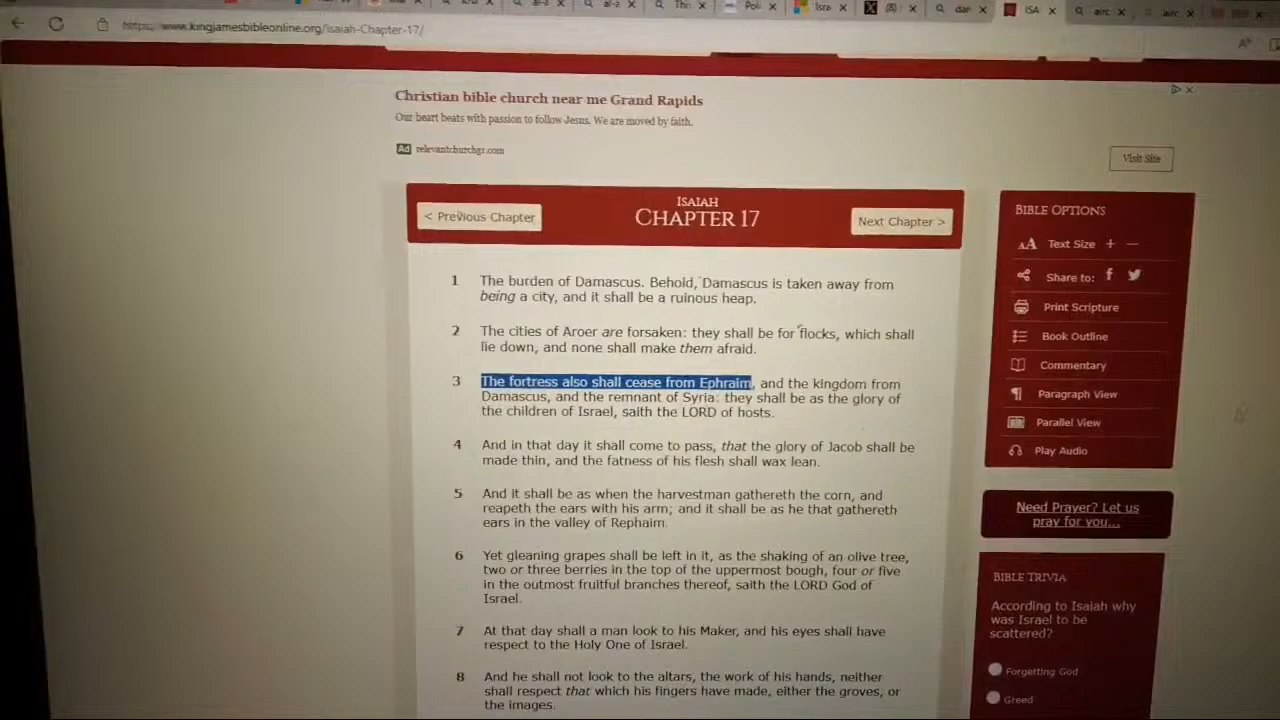 Isra
dar
ISA
airc
airc
https://www.kingjamesbibleonline.org/isaiah-Chapter-17/
Christian bible church near me Grand Rapids
Our heart beats with passion to follow Jesus. We are moved by faith.
Ad relevantchurchgr.com
Visit Site
< Previous Chapter
ISAIAH
CHAPTER 17
Next Chapter >
1 The burden of Damascus. Behold, Damascus is taken away from
being a city, and it shall be a ruinous heap.
2 The cities of Aroer are forsaken: they shall be for flocks, which shall
lie down, and none shall make them afraid.
3 The fortress also shall cease from Ephraim, and the kingdom from
Damascus, and the remnant of Syria: they shall be as the glory of
the children of Israel, saith the LORD of hosts.
4 And in that day it shall come to pass, that the glory of Jacob shall be
made thin, and the fatness of his flesh shall wax lean.
5 And it shall be as when the harvestman gathereth the corn, and
reapeth the ears with his arm; and it shall be as he that gathereth
ears in the valley of Rephaim.
6 Yet gleaning grapes shall be left in it, as the shaking of an olive tree,
two or three berries in the top of the uppermost bough, four or five
in the outmost fruitful branches thereof, saith the LORD God of
Israel.
7 At that day shall a man look to his Maker, and his eyes shall have
respect to the Holy One of Israel.
8 And he shall not look to the altars, the work of his hands, neither
shall respect that which his fingers have made, either the groves, or
the images.
BIBLE OPTIONS
AA Text Size + −
Share to:
Print Scripture
Book Outline
Commentary
Paragraph View
Parallel View
Play Audio
Need Prayer? Let us
pray for you...
BIBLE TRIVIA
According to Isaiah why
was Israel to be
scattered?
Forgetting God
Greed